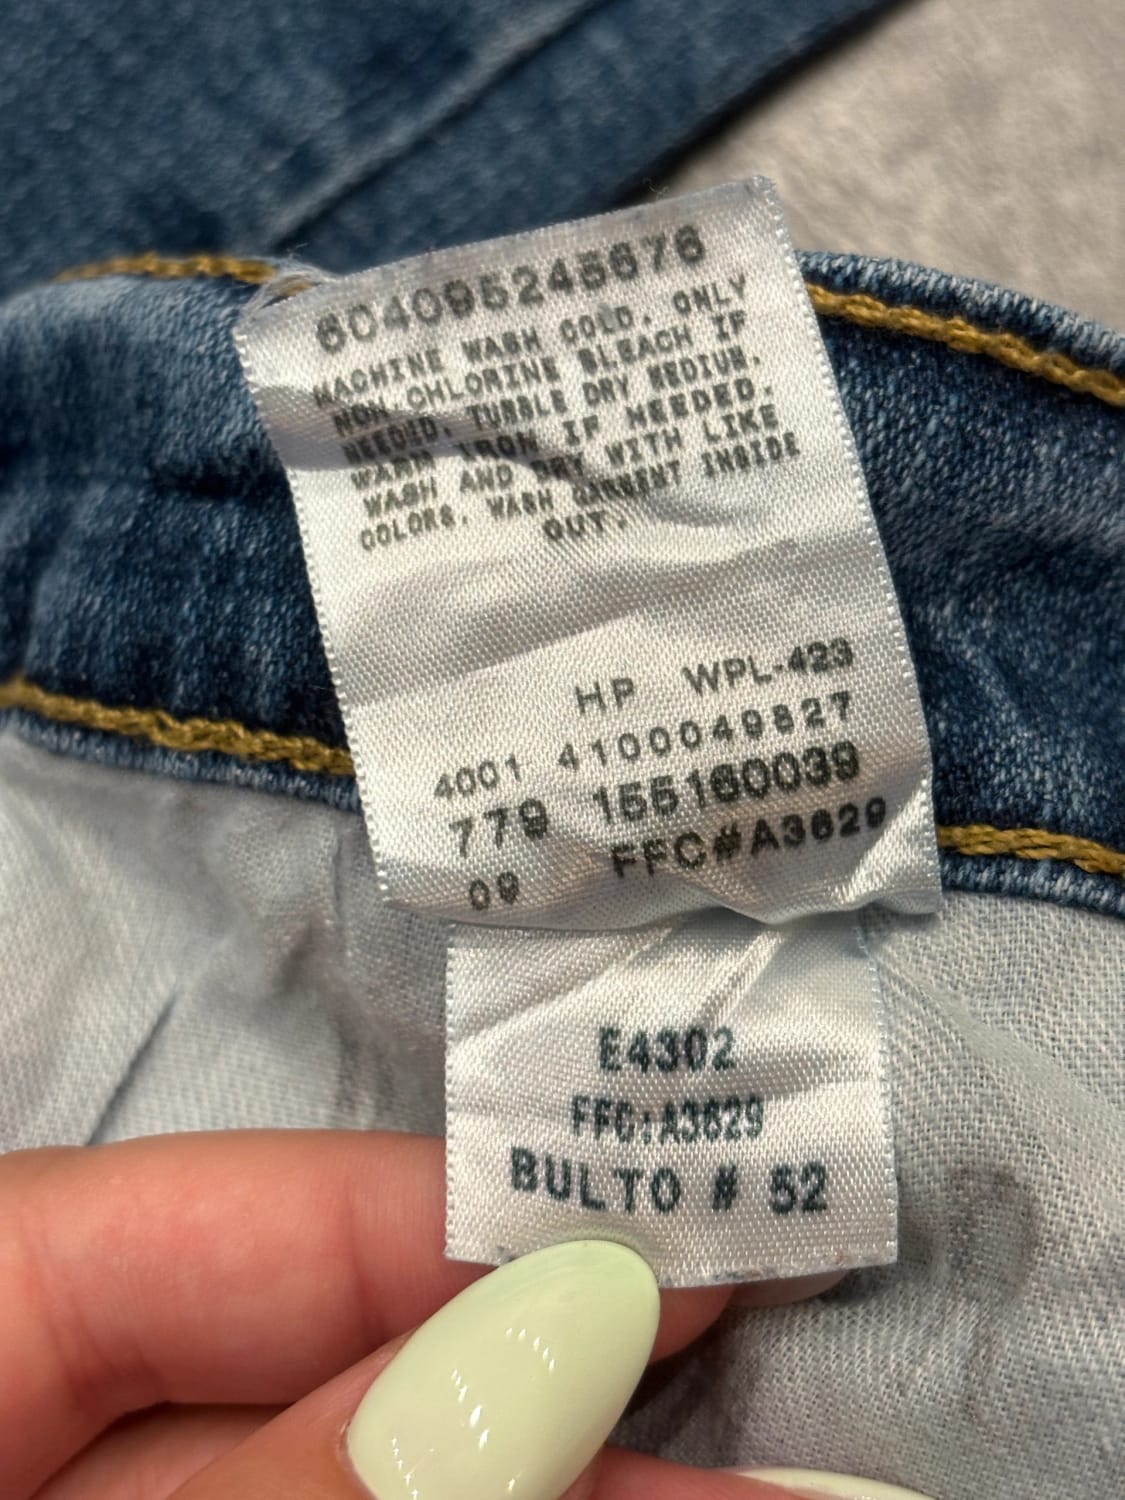 604095245676
MACHINE WASH COLD. ONLY
NON CHLORINE BLEACH IF
NEEDED. TUMBLE DRY MEDIUM.
WARM IRON IF NEEDED.
WASH AND DRY WITH LIKE
COLORS. WASH GARMENT INSIDE
OUT.
HP WPL-423
4001 4100049827
779 155160039
09 FFC#A3629
E4302
FFC:A3629
BULTO # 52